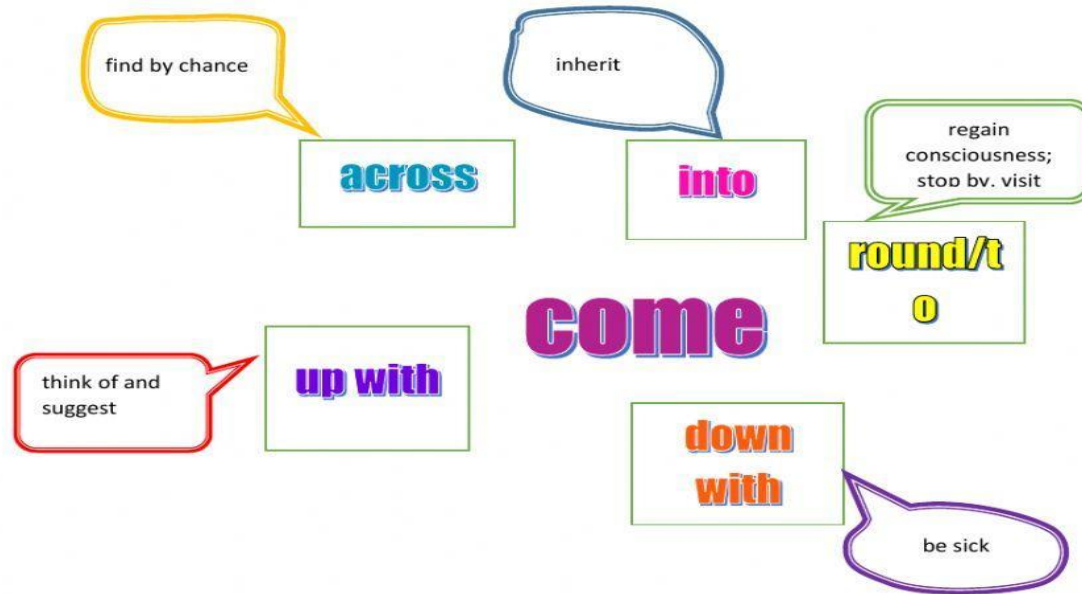 find by chance
across
inherit
into
regain
consciousness;
stop by, visit
round/t
o
come
think of and
suggest
up with
down
with
be sick